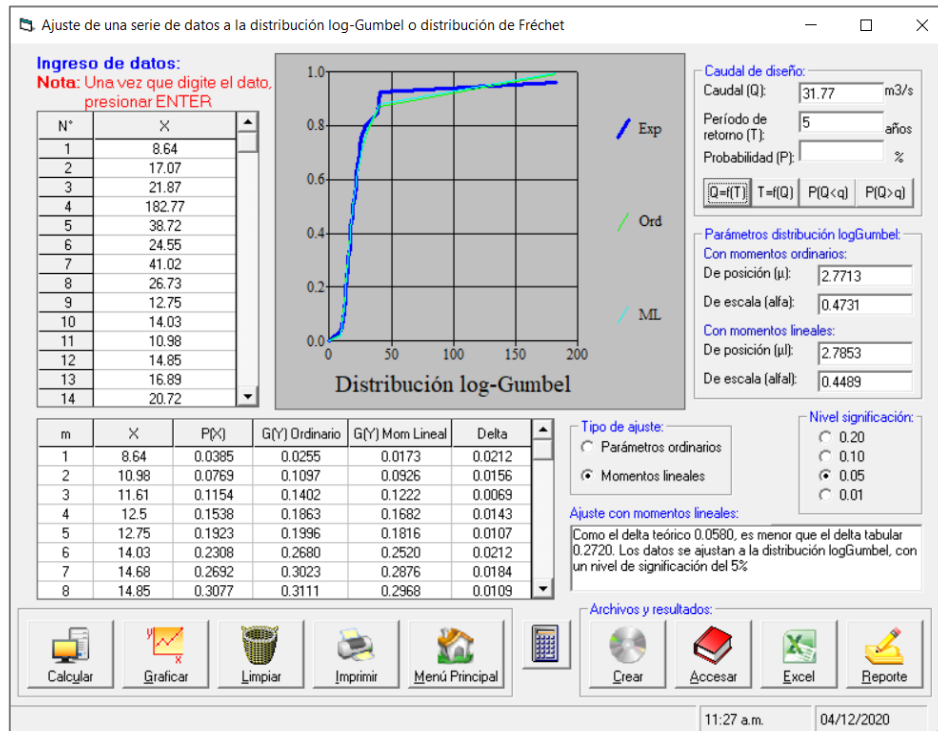 Ajuste de una serie de datos a la distribución log-Gumbel o distribución de Fréchet
Ingreso de datos:
Nota: Una vez que digite el dato,
presionar ENTER
N° X
1 8.64
2 17.07
3 21.87
4 182.77
5 38.72
6 24.55
7 41.02
8 26.73
9 12.75
10 14.03
11 10.98
12 14.85
13 16.89
14 20.72
1.0
0.8
0.6
0.4
0.2
0.0
0 50 100 150 200
Distribución log-Gumbel
Exp
Ord
ML
Caudal de diseño:
Caudal (Q): 31.77 m3/s
Período de
retorno (T): 5 años
Probabilidad (P): %
Q=f(T) T=f(Q) P(Q<q) P(Q>q)
Parámetros distribución logGumbel:
Con momentos ordinarios:
De posición (µ): 2.7713
De escala (alfa): 0.4731
Con momentos lineales:
De posición (µl): 2.7853
De escala (alfal): 0.4489
m X P(X) G(Y) Ordinario G(Y) Mom Lineal Delta
1 8.64 0.0385 0.0255 0.0173 0.0212
2 10.98 0.0769 0.1097 0.0926 0.0156
3 11.61 0.1154 0.1402 0.1222 0.0069
4 12.5 0.1538 0.1863 0.1682 0.0143
5 12.75 0.1923 0.1996 0.1816 0.0107
6 14.03 0.2308 0.2680 0.2520 0.0212
7 14.68 0.2692 0.3023 0.2876 0.0184
8 14.85 0.3077 0.3111 0.2968 0.0109
Tipo de ajuste:
Parámetros ordinarios
Momentos lineales
Nivel significación:
0.20
0.10
0.05
0.01
Ajuste con momentos lineales:
Como el delta teórico 0.0580, es menor que el delta tabular
0.2720. Los datos se ajustan a la distribución logGumbel, con
un nivel de significación del 5%
Calcular Graficar Limpiar Imprimir Menú Principal
Archivos y resultados:
Crear Accesar Excel Reporte
11:27 a.m. 04/12/2020